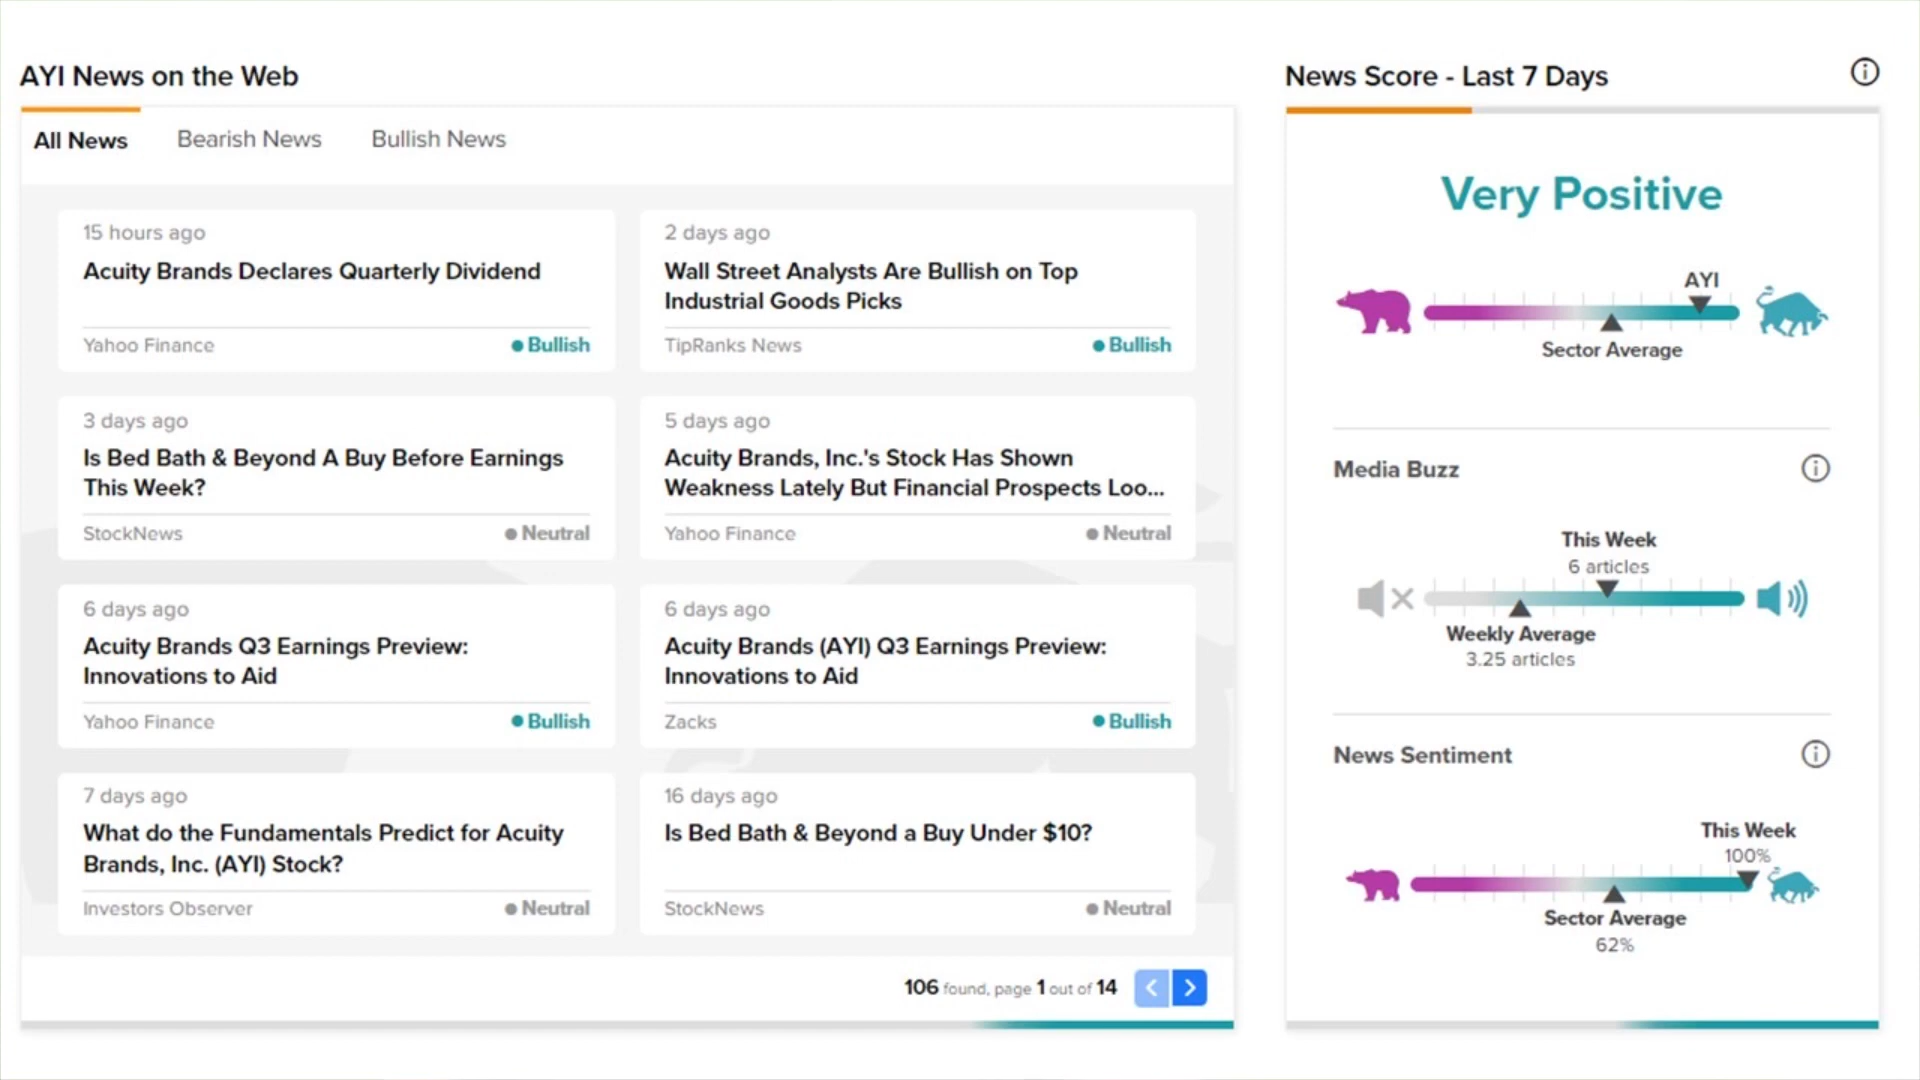 AYI News on the Web
All News
Bearish News
Bullish News
15 hours ago
Acuity Brands Declares Quarterly Dividend
Yahoo Finance
Bullish
2 days ago
Wall Street Analysts Are Bullish on Top
Industrial Goods Picks
TipRanks News
Bullish
3 days ago
Is Bed Bath & Beyond A Buy Before Earnings
This Week?
StockNews
Neutral
5 days ago
Acuity Brands, Inc.'s Stock Has Shown
Weakness Lately But Financial Prospects Loo...
Yahoo Finance
Neutral
6 days ago
Acuity Brands Q3 Earnings Preview:
Innovations to Aid
Yahoo Finance
Bullish
6 days ago
Acuity Brands (AYI) Q3 Earnings Preview:
Innovations to Aid
Zacks
Bullish
7 days ago
What do the Fundamentals Predict for Acuity
Brands, Inc. (AYI) Stock?
Investors Observer
Neutral
16 days ago
Is Bed Bath & Beyond a Buy Under $10?
StockNews
Neutral
106 found, page 1 out of 14
News Score - Last 7 Days
Very Positive
AYI
Sector Average
Media Buzz
This Week
6 articles
Weekly Average
3.25 articles
News Sentiment
This Week
100%
Sector Average
62%